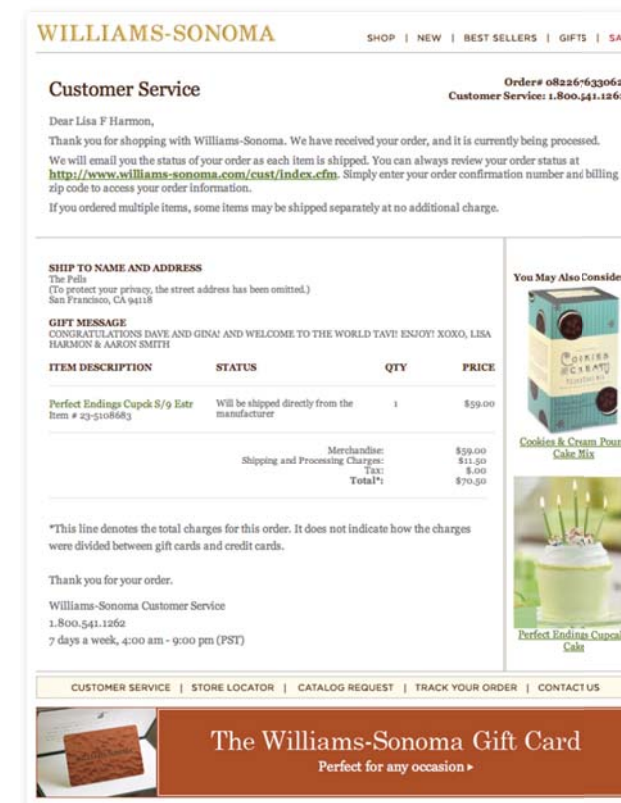 WILLIAMS-SONOMA
SHOP | NEW | BEST SELLERS | GIFTS | SA
Customer Service
Order# 082267633062
Customer Service: 1.800.541.126
Dear Lisa F Harmon,
Thank you for shopping with Williams-Sonoma. We have received your order, and it is currently being processed.
We will email you the status of your order as each item is shipped. You can always review your order status at
http://www.williams-sonoma.com/cust/index.cfm. Simply enter your order confirmation number and billing
zip code to access your order information.
If you ordered multiple items, some items may be shipped separately at no additional charge.
SHIP TO NAME AND ADDRESS
The Pells
(To protect your privacy, the street address has been omitted.)
San Francisco, CA 94118
GIFT MESSAGE
CONGRATULATIONS DAVE AND GINA! AND WELCOME TO THE WORLD TAVI! ENJOY! XOXO, LISA
HARMON & AARON SMITH
ITEM DESCRIPTION STATUS QTY PRICE
Perfect Endings Cupck S/9 Estr Will be shipped directly from the 1 $59.00
Item # 23-5108683 manufacturer
Merchandise: $59.00
Shipping and Processing Charges: $11.50
Tax: $.00
Total*: $70.50
*This line denotes the total charges for this order. It does not indicate how the charges
were divided between gift cards and credit cards.
Thank you for your order.
Williams-Sonoma Customer Service
1.800.541.1262
7 days a week, 4:00 am - 9:00 pm (PST)
You May Also Conside
COOKIES
& CREAM
Cookies & Cream Poun
Cake Mix
Perfect Endings Cupcak
Cake
CUSTOMER SERVICE | STORE LOCATOR | CATALOG REQUEST | TRACK YOUR ORDER | CONTACT US
The Williams-Sonoma Gift Card
Perfect for any occasion ▸